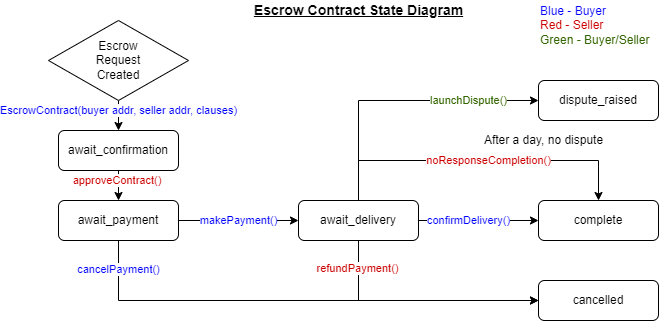 Escrow Contract State Diagram
Blue - Buyer
Red - Seller
Green - Buyer/Seller
Escrow
Request
Created
EscrowContract(buyer addr, seller addr, clauses)
launchDispute()
dispute_raised
After a day, no dispute
await_confirmation
noResponseCompletion()
approveContract()
await_payment
makePayment()
await_delivery
confirmDelivery()
complete
cancelPayment()
refundPayment()
cancelled